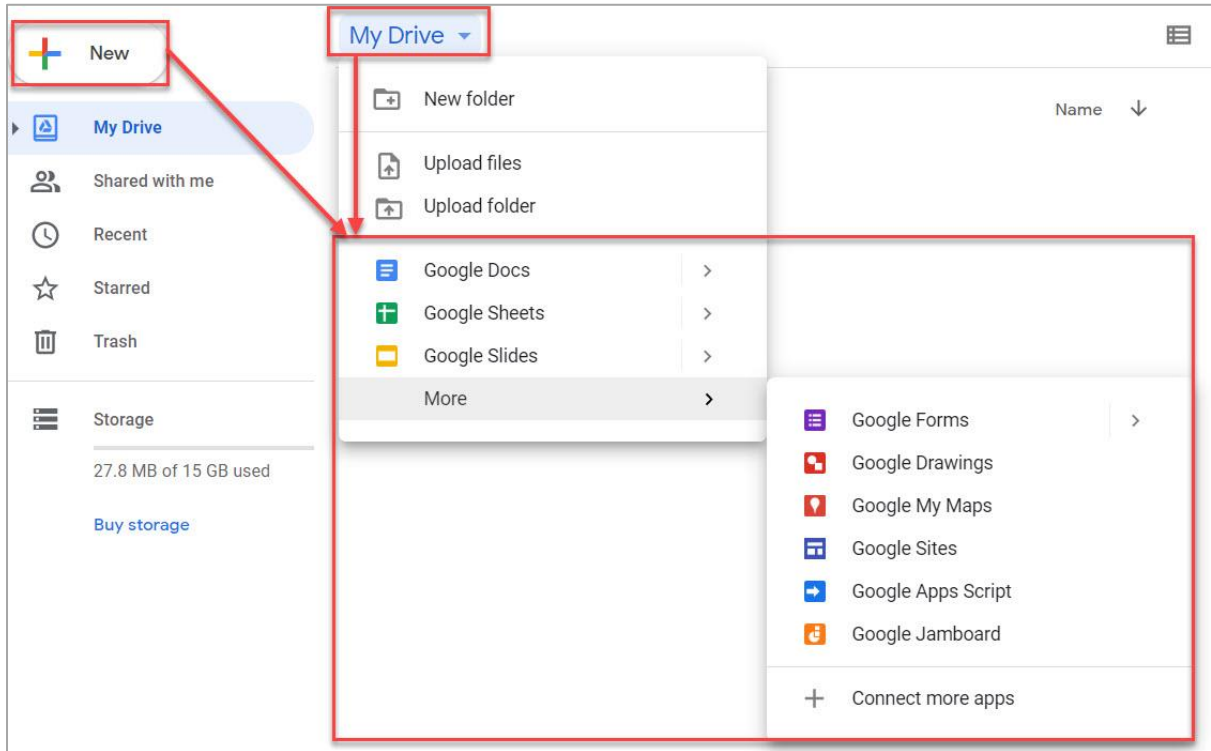 New
My Drive
Shared with me
Recent
Starred
Trash
Storage
27.8 MB of 15 GB used
Buy storage
My Drive
Name
New folder
Upload files
Upload folder
Google Docs
Google Sheets
Google Slides
More
Google Forms
Google Drawings
Google My Maps
Google Sites
Google Apps Script
Google Jamboard
Connect more apps